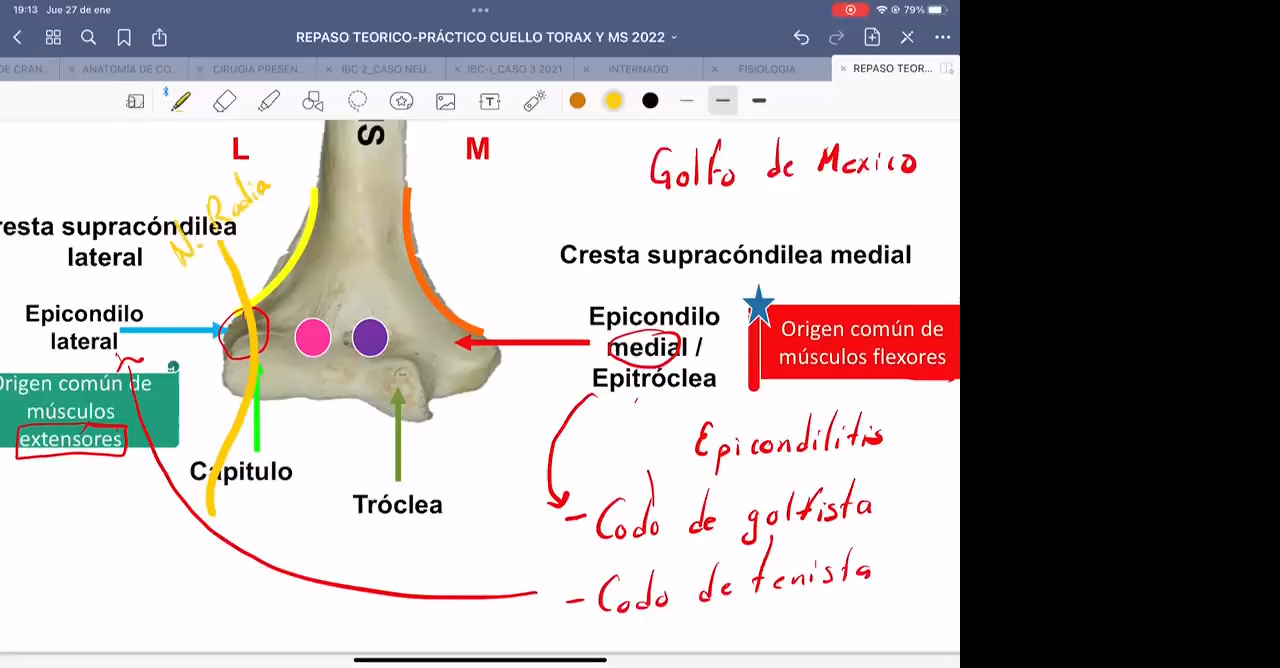 19:13 Jue 27 de ene
79%
REPASO TEORICO-PRÁCTICO CUELLO TORAX Y MS 2022
DE CRAN...
ANATOMÍA DE CO...
CIRUGIA PRESEN...
IBC 2_CASO NEU...
IBC-I_CASO 3 2021
INTERNADO
FISIOLOGIA
REPASO TEOR...
L
SI
M
Golfo de Mexico
N. Radia
resta supracóndilea
lateral
Cresta supracóndilea medial
Epicondilo
lateral
Epicondilo
medial /
Epitróclea
Origen común de
músculos flexores
Origen común de
músculos
extensores
Capitulo
Tróclea
Epicondilitis
- Codo de golfista
- Codo de tenista